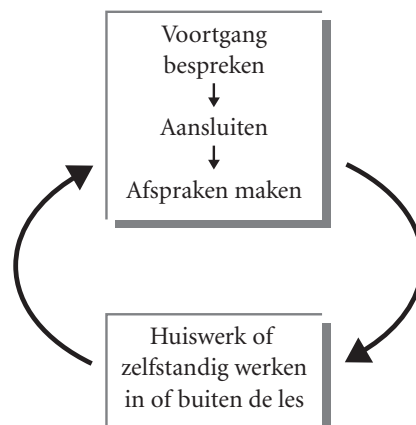 Voortgang
bespreken
Aansluiten
Afspraken maken
Huiswerk of
zelfstandig werken
in of buiten de les